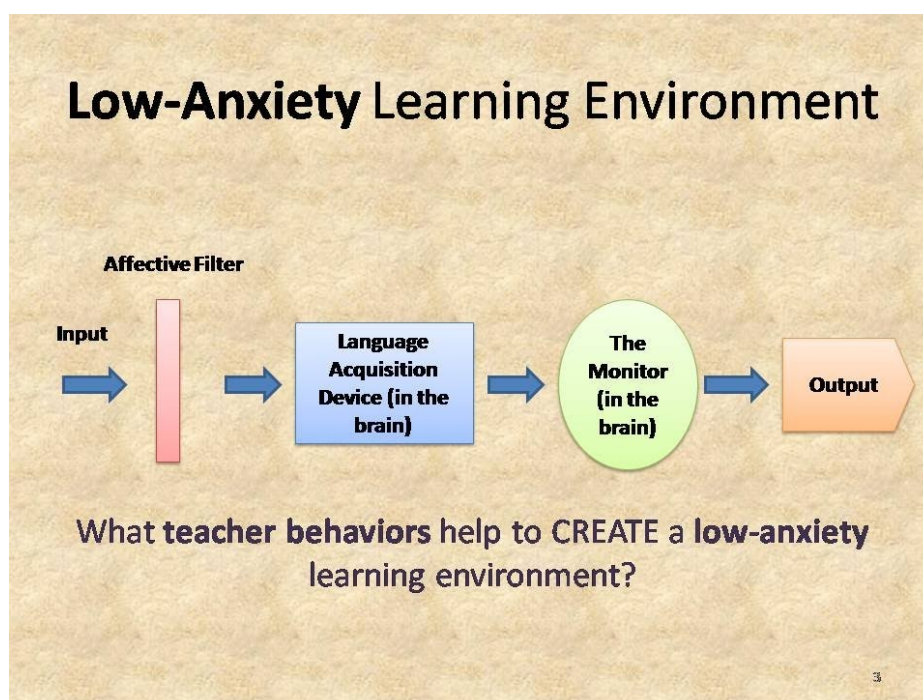 Low-Anxiety Learning Environment
Affective Filter
Input
Language
Acquisition
Device (in the
brain)
The
Monitor
(in the
brain)
Output
What teacher behaviors help to CREATE a low-anxiety
learning environment?
3